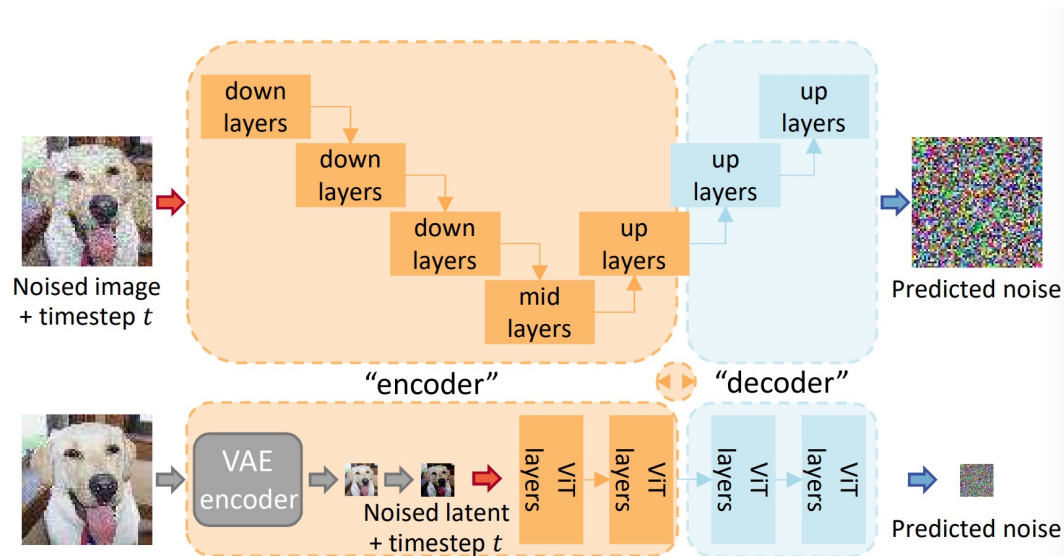 down
layers
down
layers
down
layers
mid
layers
up
layers
up
layers
up
layers
Noised image
+ timestep t
Predicted noise
“encoder”
“decoder”
VAE
encoder
Noised latent
+ timestep t
ViT
layers
ViT
layers
ViT
layers
ViT
layers
Predicted noise